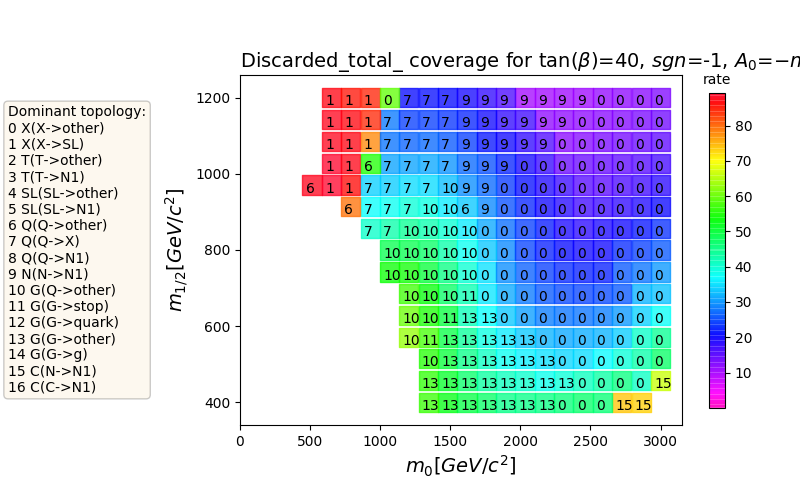 Discarded_total_ coverage for tan(β)=40, sgn=-1, A₀=−m
rate
Dominant topology:
0 X(X->other)
1 X(X->SL)
2 T(T->other)
3 T(T->N1)
4 SL(SL->other)
5 SL(SL->N1)
6 Q(Q->other)
7 Q(Q->X)
8 Q(Q->N1)
9 N(N->N1)
10 G(Q->other)
11 G(G->stop)
12 G(G->quark)
13 G(G->other)
14 G(G->g)
15 C(N->N1)
16 C(C->N1)
m₁/₂[GeV/c²]
1200
1000
800
600
400
1 1 1 0 7 7 7 9 9 9 9 9 9 9 0 0 0 0
1 1 1 7 7 7 7 9 9 9 9 9 9 0 0 0 0 0
1 1 1 7 7 7 7 9 9 9 9 9 0 0 0 0 0 0
1 1 6 7 7 7 7 9 9 9 0 0 0 0 0 0 0 0
6 1 1 7 7 7 7 10 9 9 0 0 0 0 0 0 0 0 0
6 7 7 7 10 10 6 9 0 0 0 0 0 0 0 0 0
7 7 10 10 10 10 0 0 0 0 0 0 0 0 0 0
10 10 10 10 10 0 0 0 0 0 0 0 0 0 0
10 10 10 10 10 0 0 0 0 0 0 0 0 0 0
10 10 10 11 0 0 0 0 0 0 0 0 0 0
10 10 11 13 13 0 0 0 0 0 0 0 0 0
10 11 13 13 13 13 13 0 0 0 0 0 0 0
10 13 13 13 13 13 13 0 0 0 0 0 0
13 13 13 13 13 13 13 13 0 0 0 0 15
13 13 13 13 13 13 13 0 0 0 15 15
0 500 1000 1500 2000 2500 3000
m₀[GeV/c²]
80
70
60
50
40
30
20
10